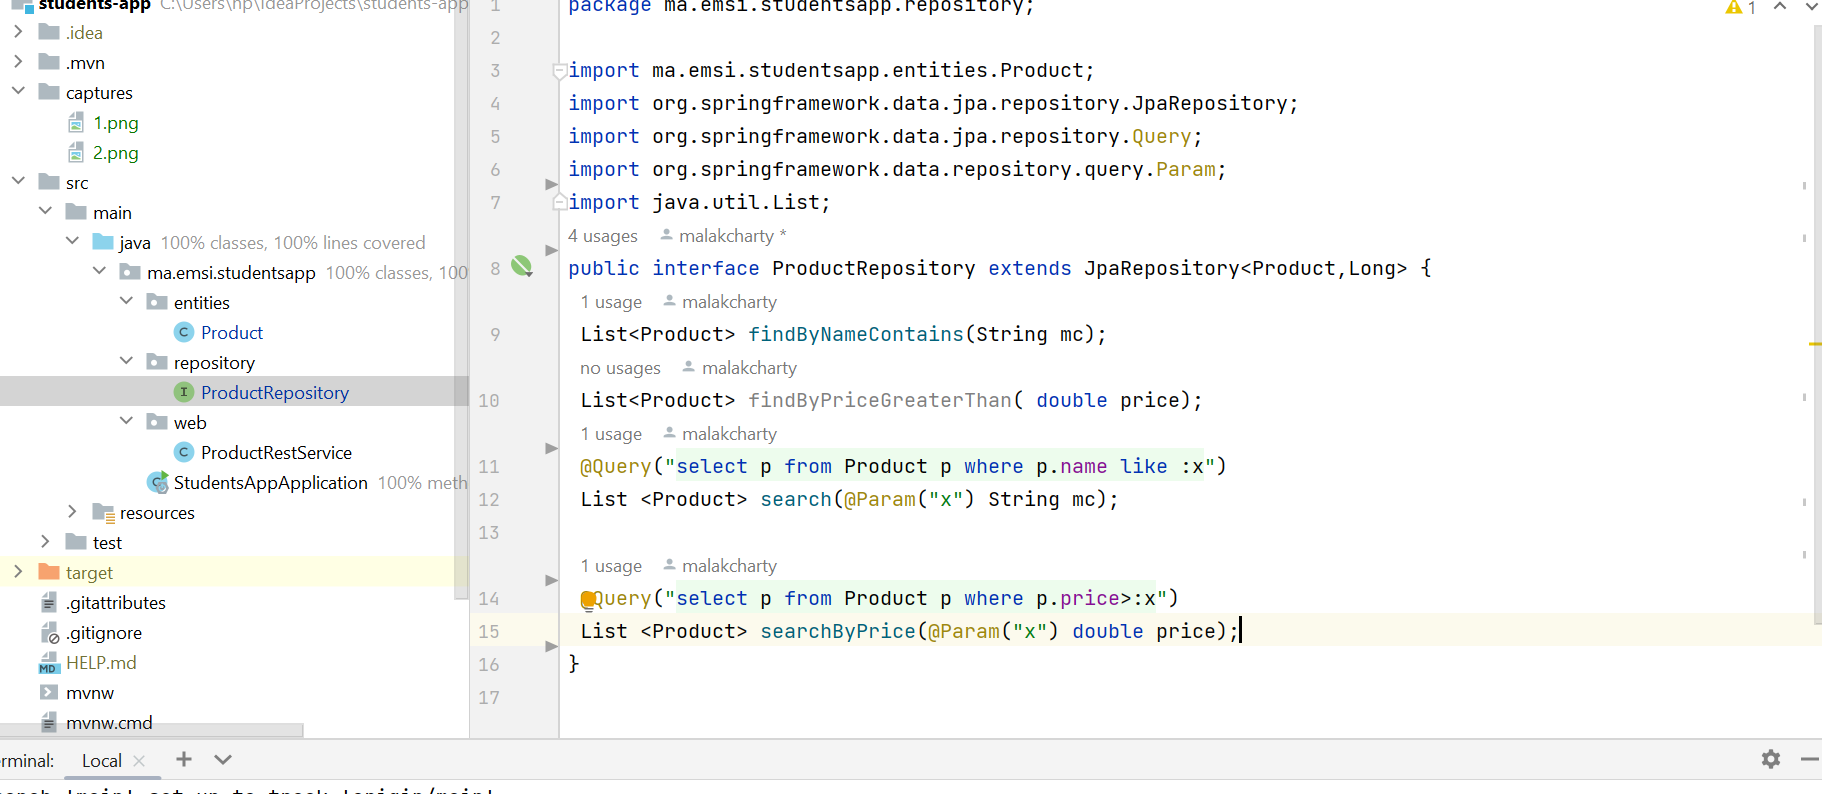 students-app C:\Users\hp\IdeaProjects\students-app
.idea
.mvn
captures
1.png
2.png
src
main
java 100% classes, 100% lines covered
ma.emsi.studentsapp 100% classes, 100
entities
Product
repository
ProductRepository
web
ProductRestService
StudentsAppApplication 100% meth
resources
test
target
.gitattributes
.gitignore
HELP.md
mvnw
mvnw.cmd
1 package ma.emsi.studentsapp.repository;
1
2
3 import ma.emsi.studentsapp.entities.Product;
4 import org.springframework.data.jpa.repository.JpaRepository;
5 import org.springframework.data.jpa.repository.Query;
6 import org.springframework.data.repository.query.Param;
7 import java.util.List;
4 usages malakcharty *
8 public interface ProductRepository extends JpaRepository<Product,Long> {
1 usage malakcharty
9 List<Product> findByNameContains(String mc);
no usages malakcharty
10 List<Product> findByPriceGreaterThan( double price);
1 usage malakcharty
11 @Query("select p from Product p where p.name like :x")
12 List <Product> search(@Param("x") String mc);
13
1 usage malakcharty
14 @Query("select p from Product p where p.price>:x")
15 List <Product> searchByPrice(@Param("x") double price);
16 }
17
erminal: Local